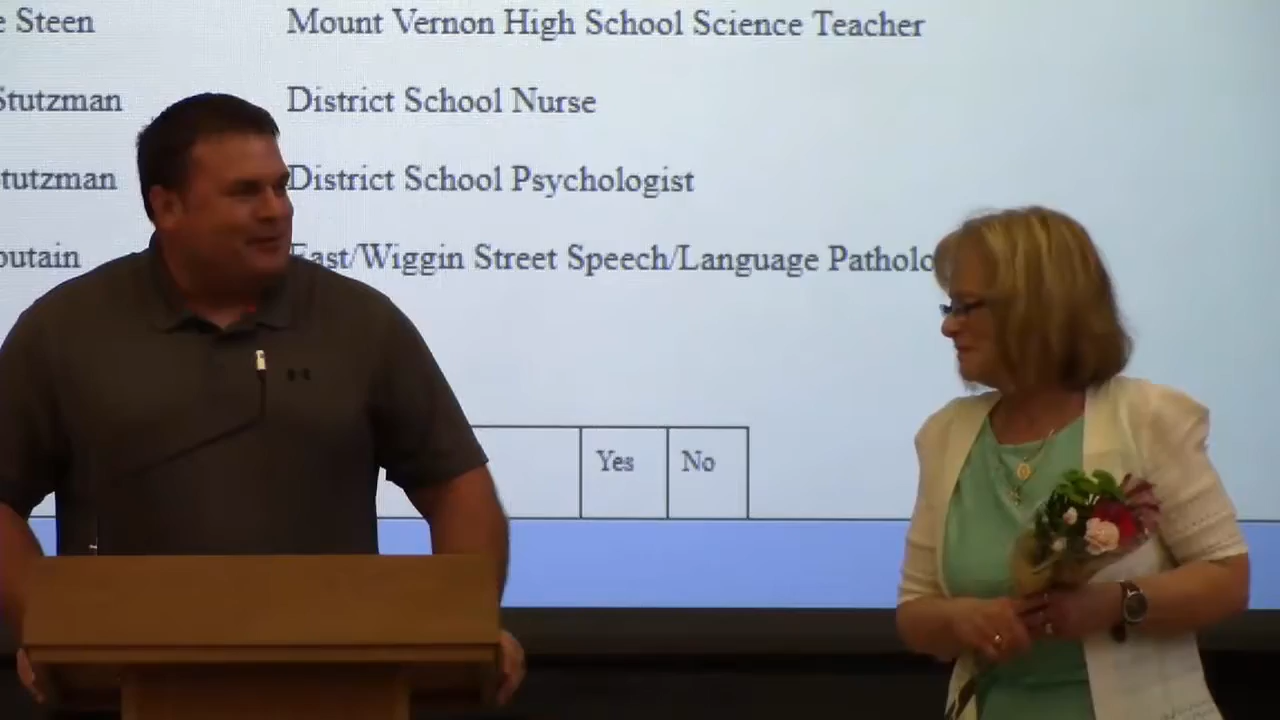 e Steen Mount Vernon High School Science Teacher
Stutzman District School Nurse
tutzman District School Psychologist
outain East/Wiggin Street Speech/Language Patholo
Yes No